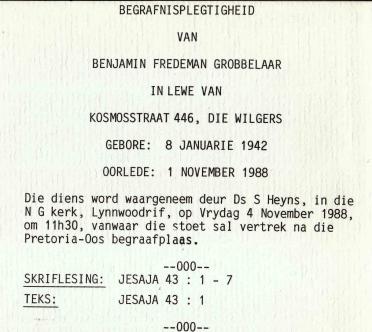 BEGRAFNISPLEGTIGHEID
VAN
BENJAMIN FREDEMAN GROBBELAAR
IN LEWE VAN
KOSMOSSTRAAT 446, DIE WILGERS
GEBORE: 8 JANUARIE 1942
OORLEDE: 1 NOVEMBER 1988
Die diens word waargeneem deur Ds S Heyns, in die
N G kerk, Lynnwoodrif, op Vrydag 4 November 1988,
om 11h30, vanwaar die stoet sal vertrek na die
Pretoria-Oos begraafplaas.
--000--
SKRIFLESING: JESAJA 43 : 1 - 7
TEKS: JESAJA 43 : 1
--000--